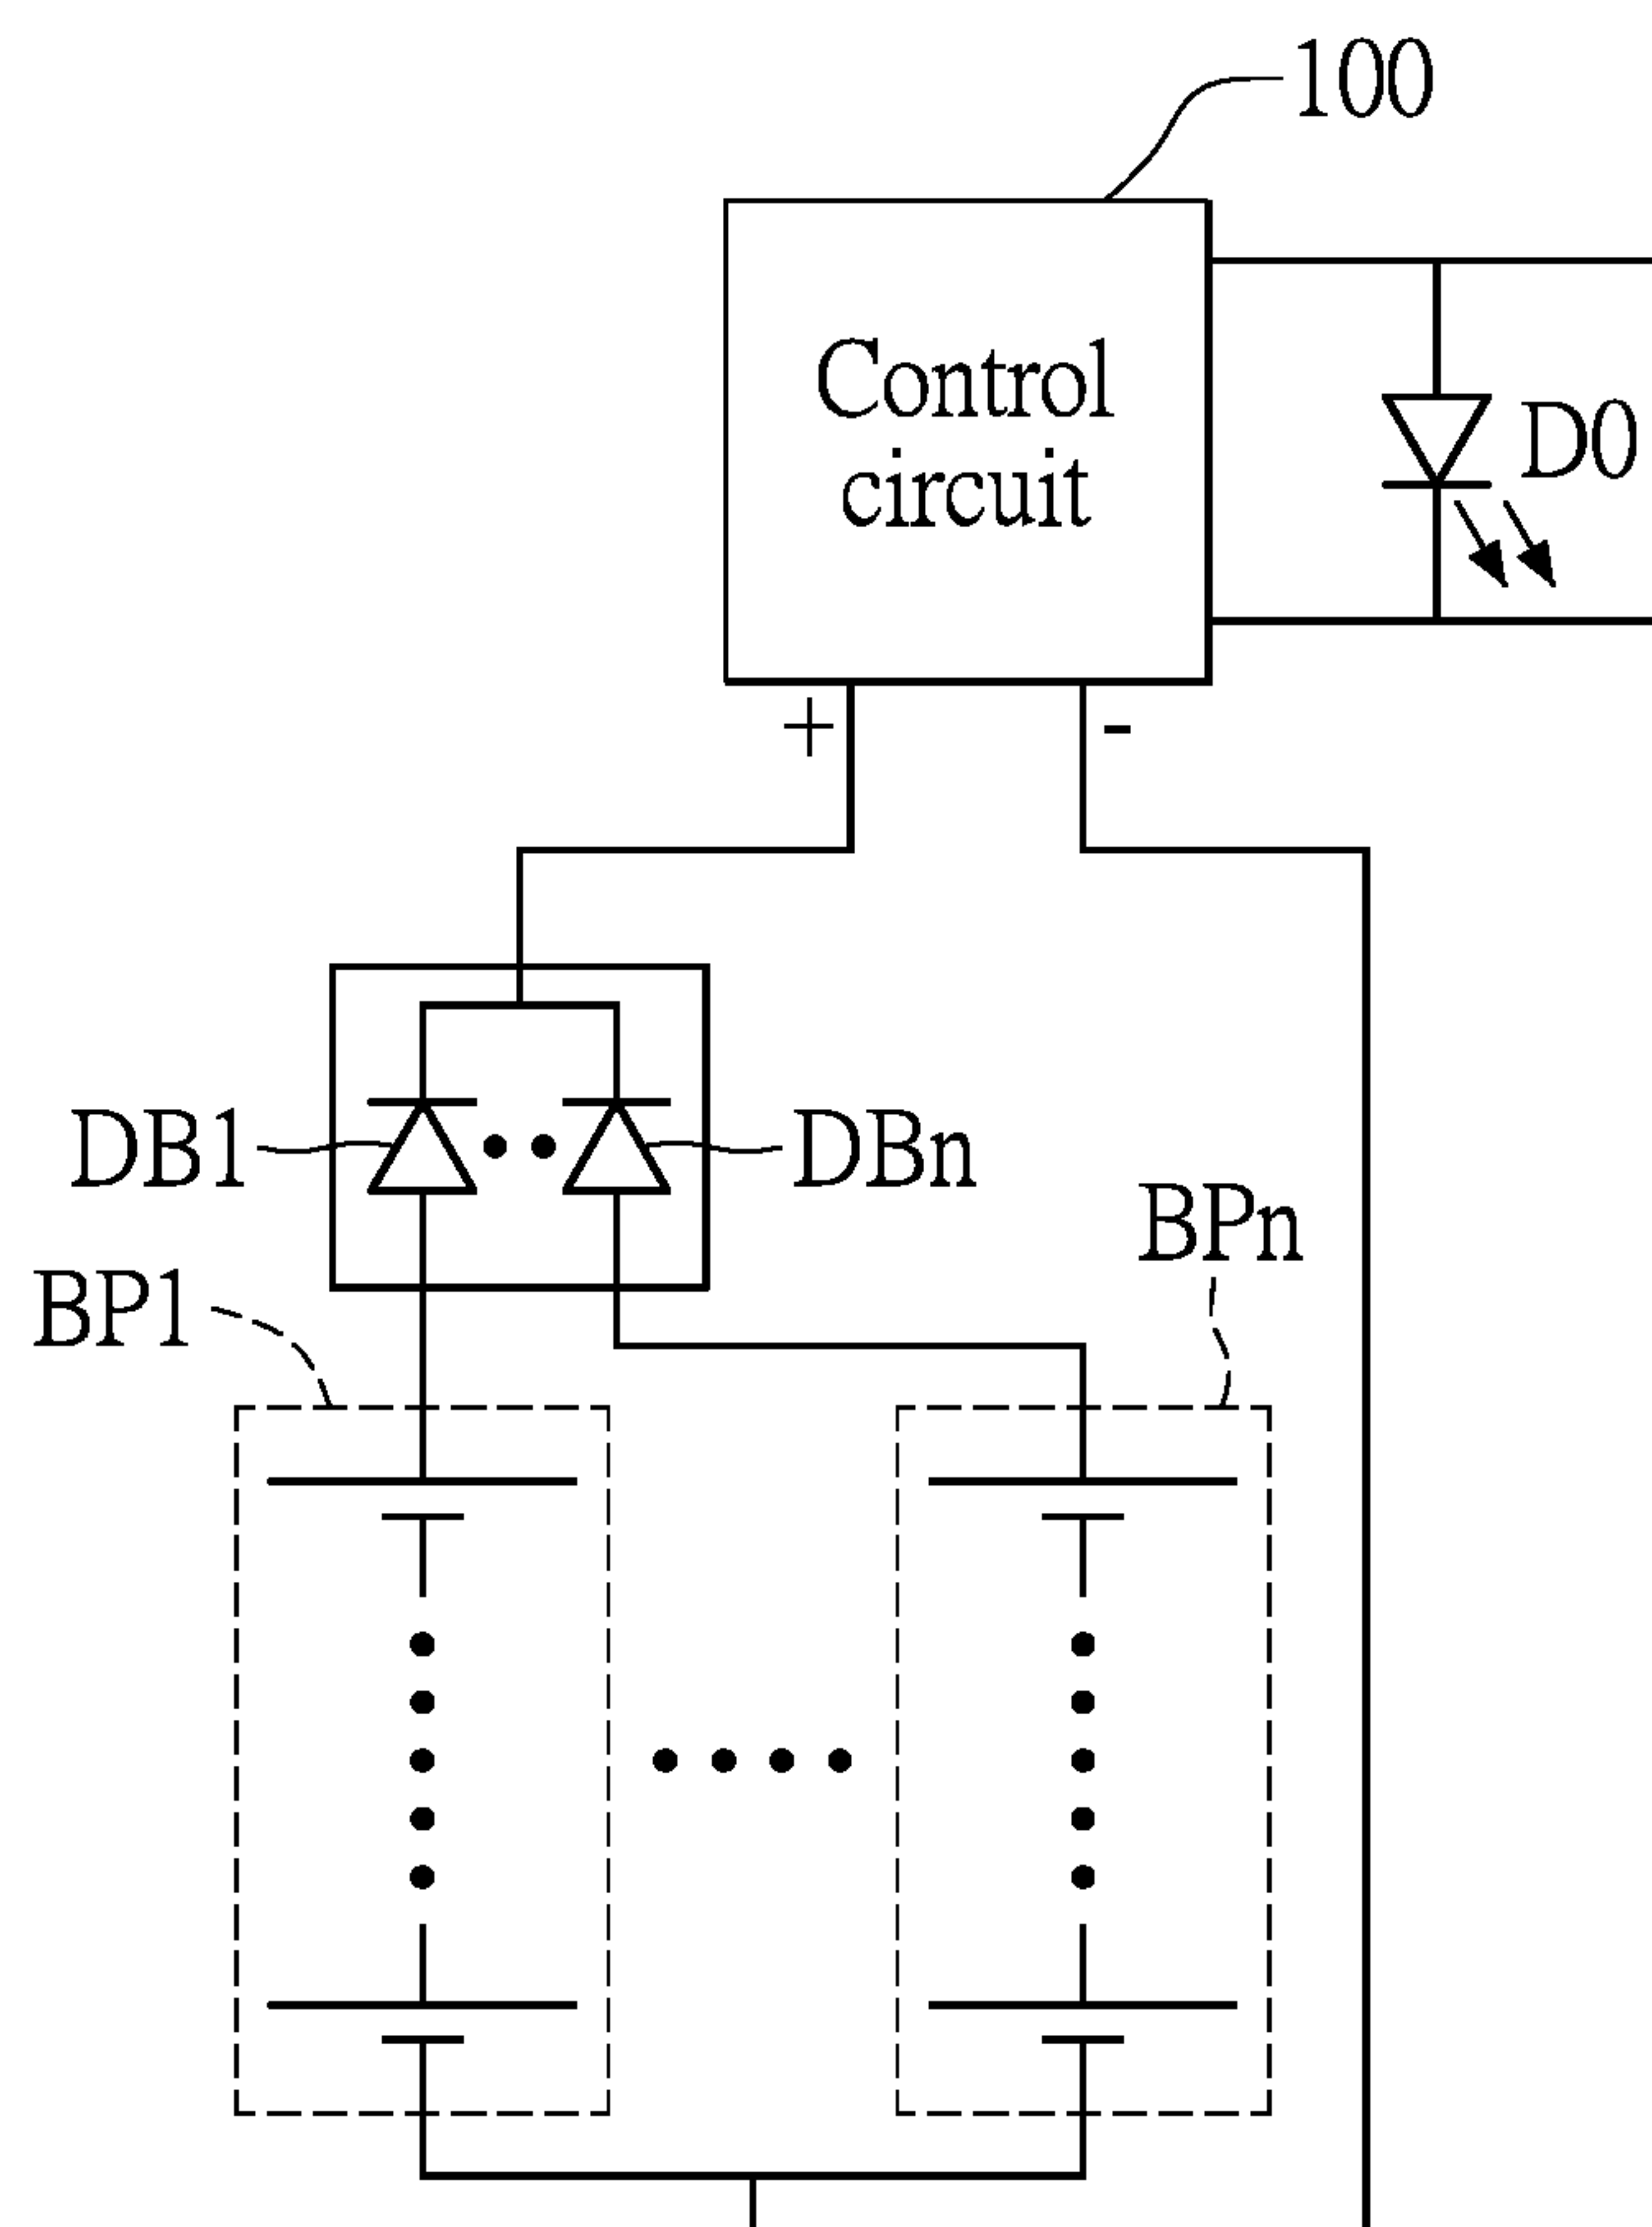 100
Control
circuit
D0
+
-
DB1
DBn
BPn
BP1